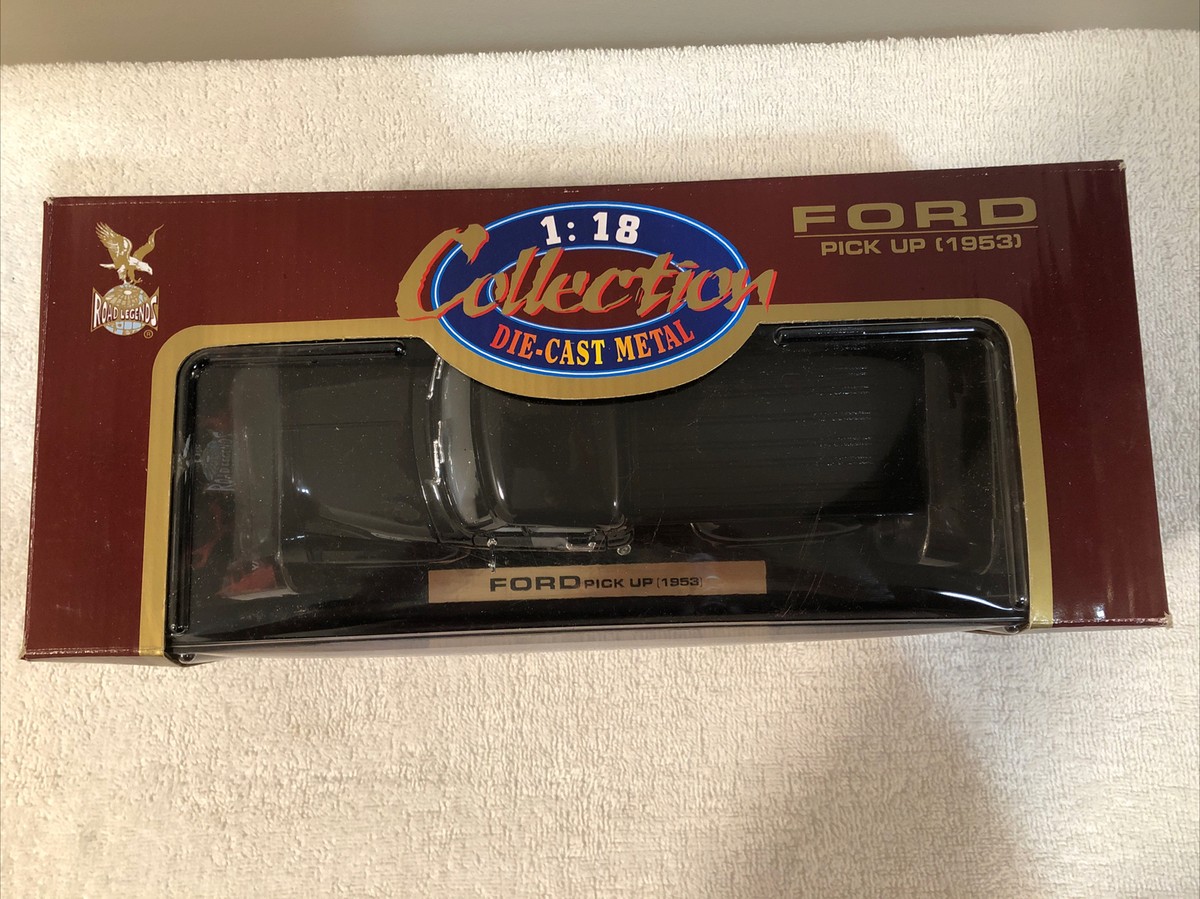 ROAD LEGENDS
®
1:18
Collection
DIE-CAST METAL
FORD
PICK UP (1953)
FORD PICK UP (1953)